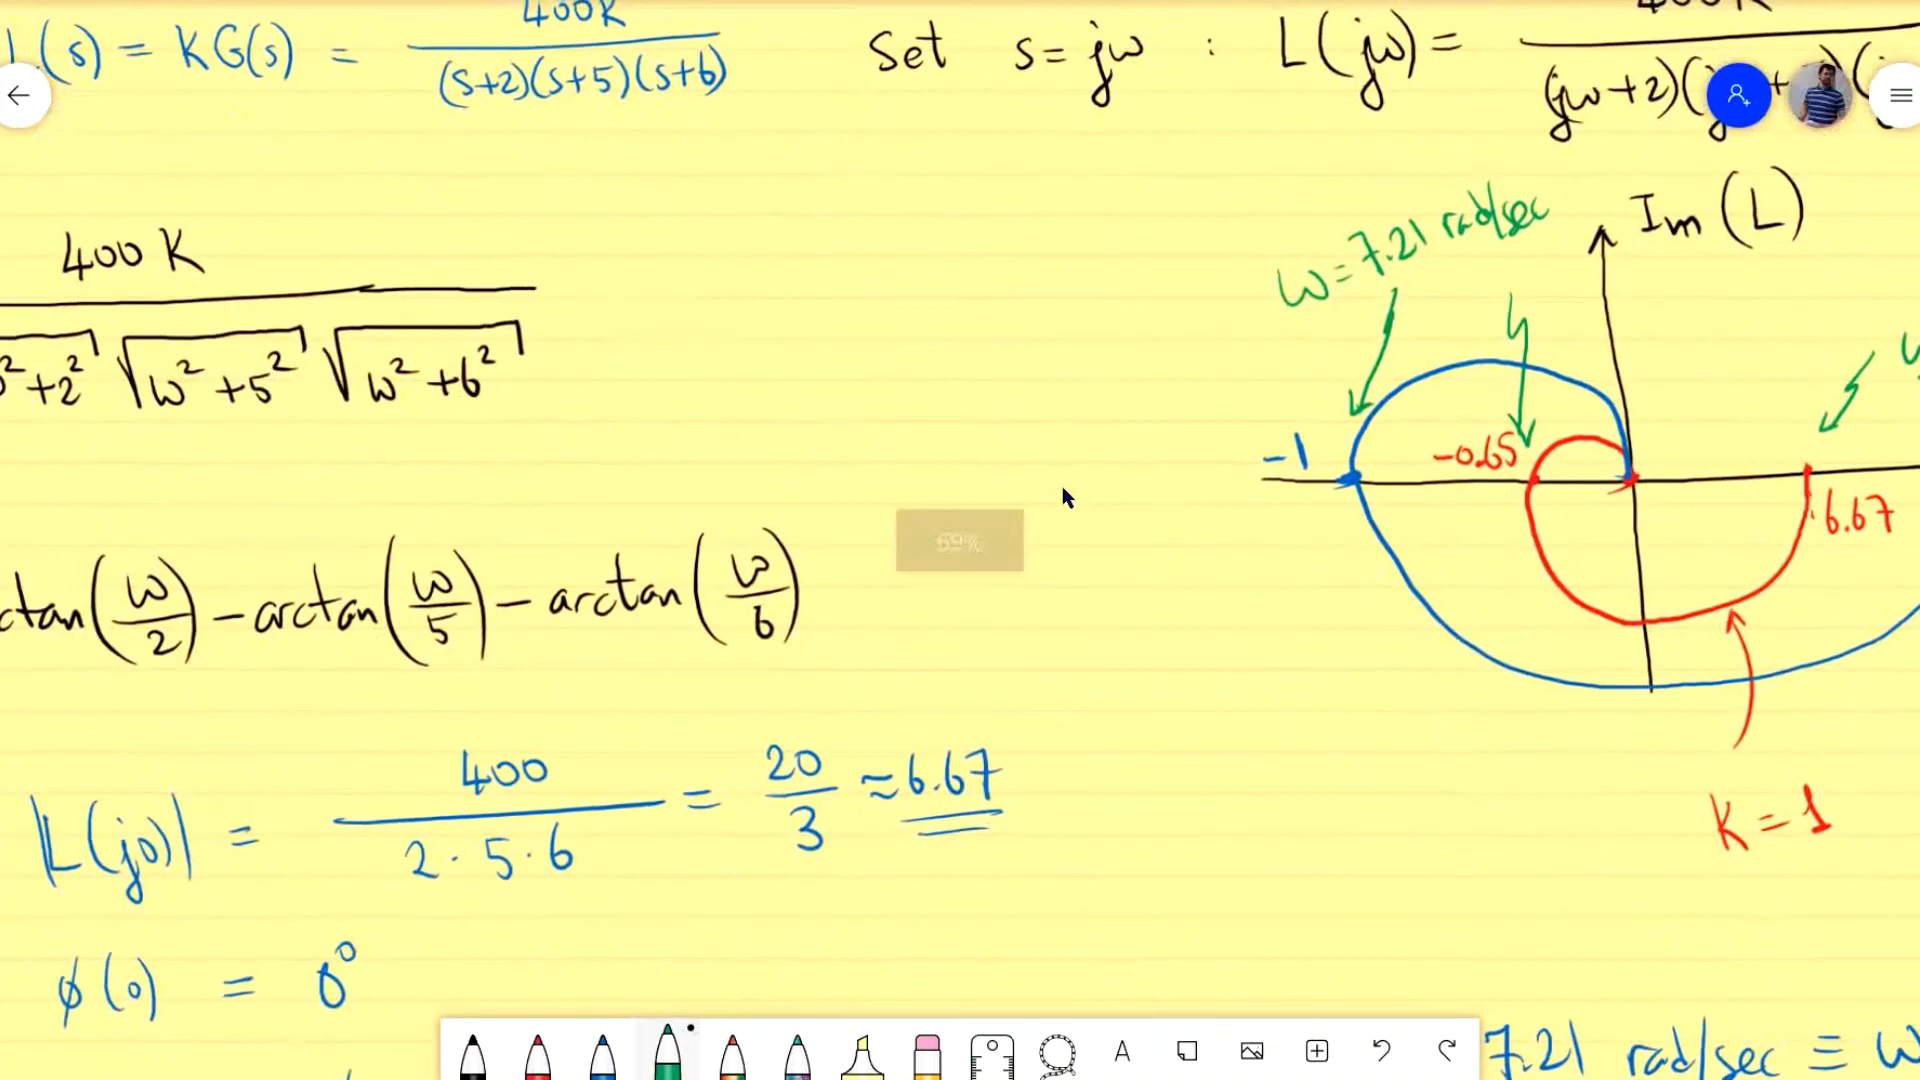 L(s) = KG(s) = 400K / (s+2)(s+5)(s+6)
Set s = jω : L(jω) =
(jω+2)(
400 K
+2² √ω²+5² √ω²+6²
ctan(ω/2) – arctan(ω/5) – arctan(ω/6)
|L(j0)| = 400 / 2·5·6 = 20/3 ≈ 6.67
φ(0) = 0°
ω = 7.21 rad/sec
Im(L)
-1
-0.65
6.67
K = 1
7.21 rad/sec ≡ ω
69%
A